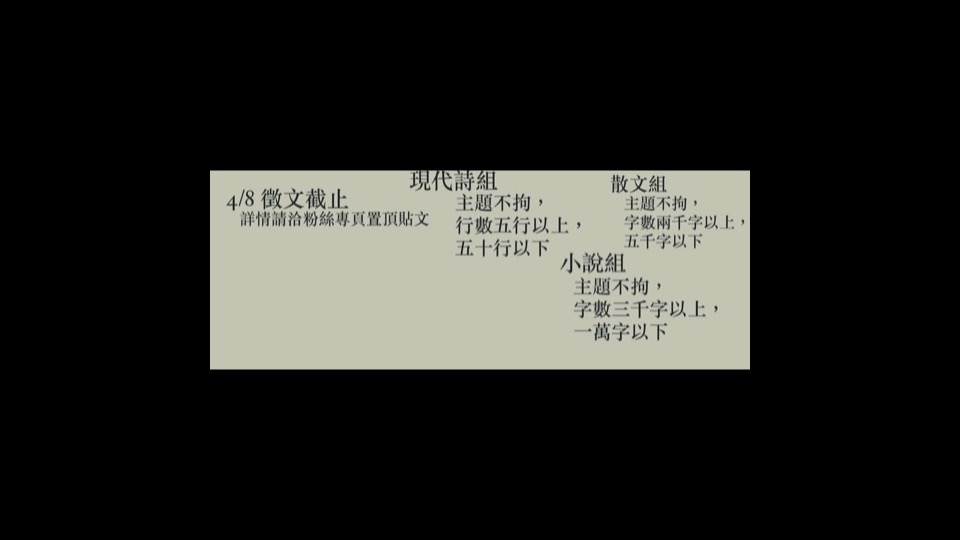 4/8 徵文截止
詳情請洽粉絲專頁置頂貼文
現代詩組
主題不拘，
行數五行以上，
五十行以下
散文組
主題不拘，
字數兩千字以上，
五千字以下
小說組
主題不拘，
字數三千字以上，
一萬字以下